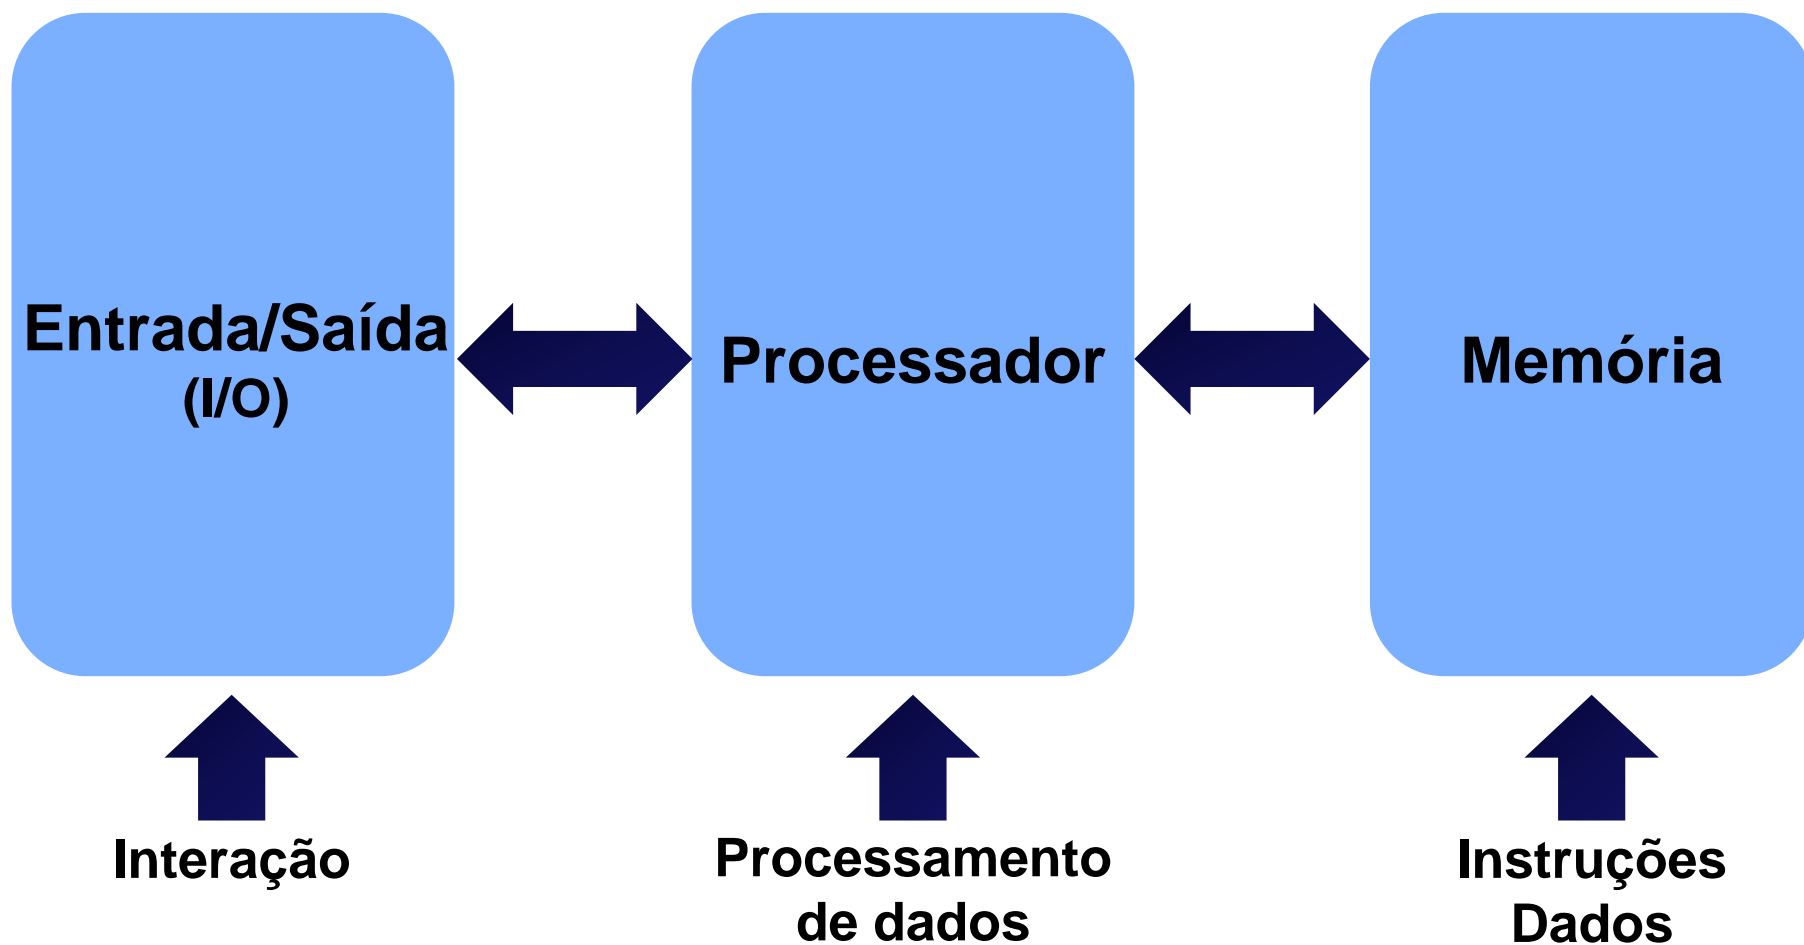 Entrada/Saída
(I/O)
Processador
Memória
Interação
Processamento
de dados
Instruções
Dados